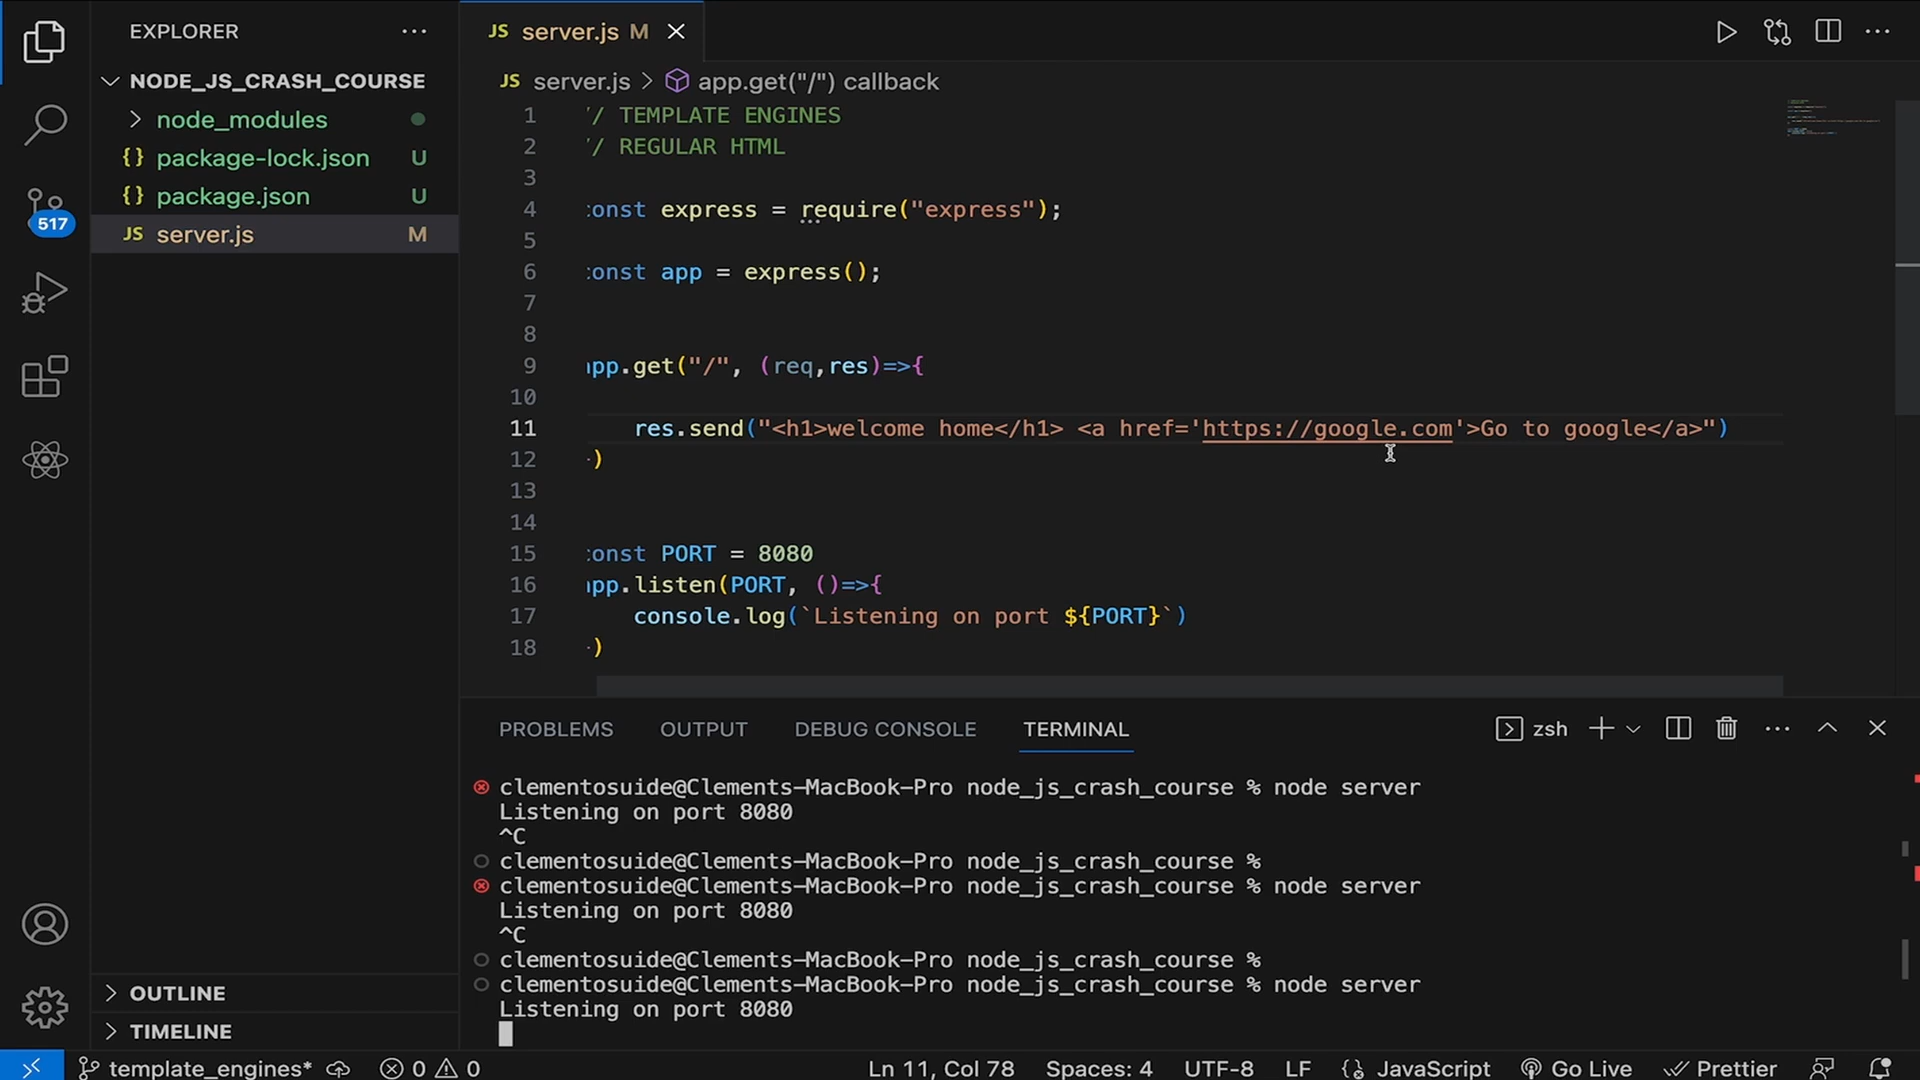 EXPLORER
NODE_JS_CRASH_COURSE
node_modules
{} package-lock.json U
{} package.json U
JS server.js M
517
OUTLINE
TIMELINE
JS server.js M
JS server.js > app.get("/") callback
1 '/ TEMPLATE ENGINES
2 '/ REGULAR HTML
3
4 :onst express = require("express");
5
6 :onst app = express();
7
8
9 pp.get("/", (req,res)=>{
10
11 res.send("<h1>welcome home</h1> <a href='https://google.com'>Go to google</a>")
12 )
13
14
15 :onst PORT = 8080
16 pp.listen(PORT, ()=>{
17 console.log(`Listening on port ${PORT}`)
18 )
PROBLEMS OUTPUT DEBUG CONSOLE TERMINAL zsh
clementosuide@Clements-MacBook-Pro node_js_crash_course % node server
Listening on port 8080
^C
clementosuide@Clements-MacBook-Pro node_js_crash_course %
clementosuide@Clements-MacBook-Pro node_js_crash_course % node server
Listening on port 8080
^C
clementosuide@Clements-MacBook-Pro node_js_crash_course %
clementosuide@Clements-MacBook-Pro node_js_crash_course % node server
Listening on port 8080
template_engines* 0 0 Ln 11, Col 78 Spaces: 4 UTF-8 LF JavaScript Go Live Prettier